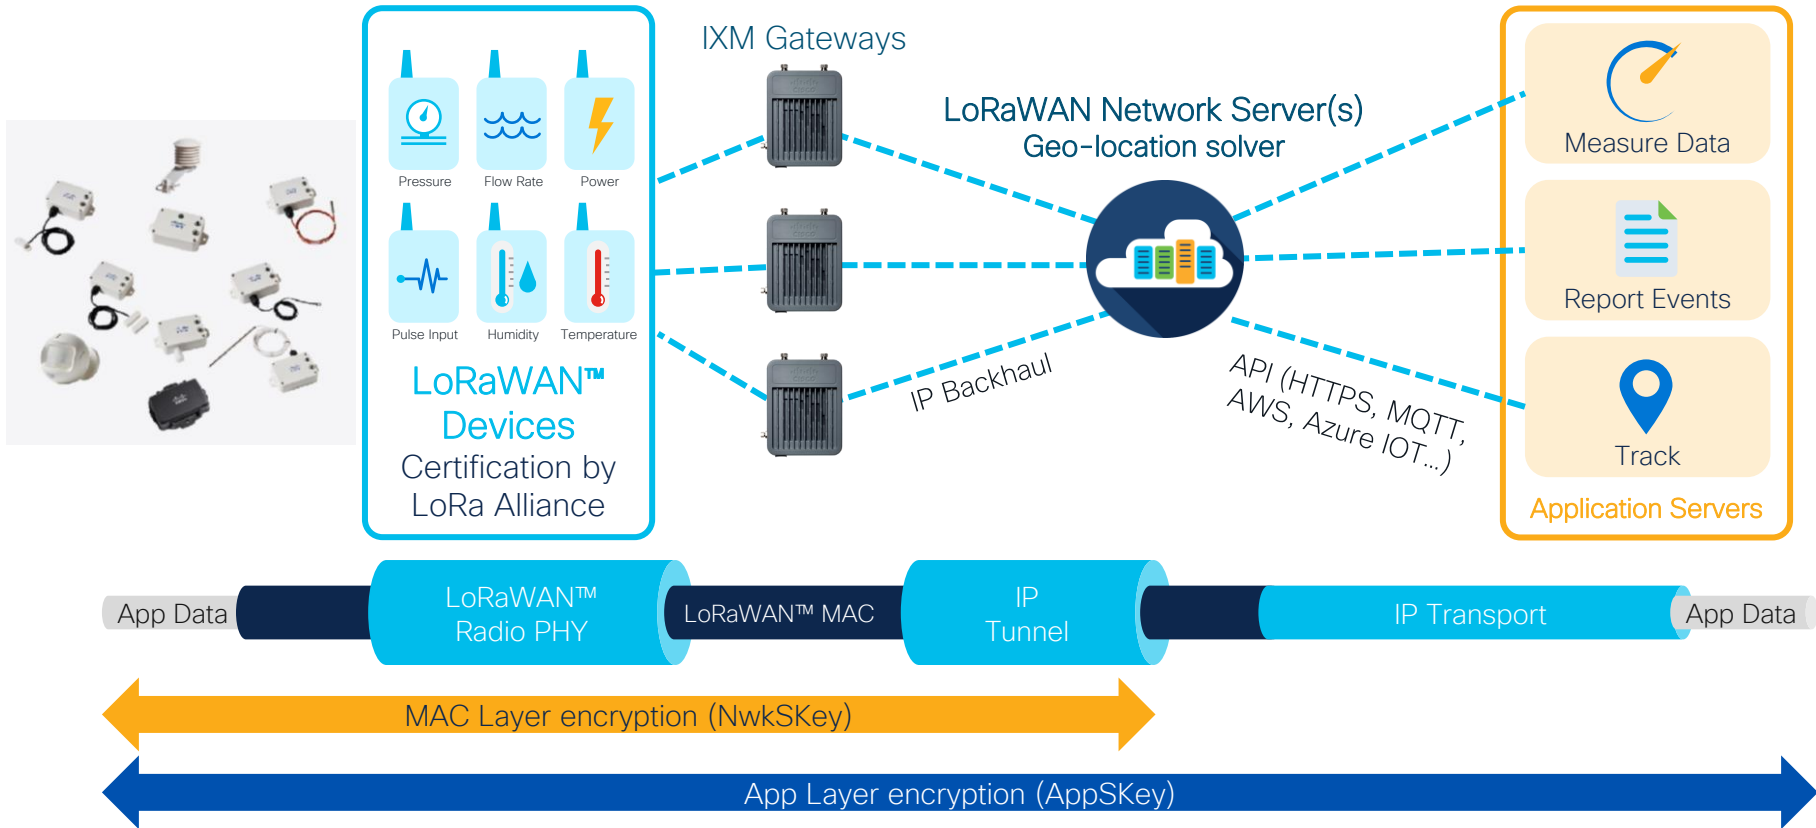 IXM Gateways
Pressure
Flow Rate
Power
Pulse Input
Humidity
Temperature
LoRaWAN™
Devices
Certification by
LoRa Alliance
LoRaWAN Network Server(s)
Geo-location solver
IP Backhaul
API (HTTPS, MQTT,
AWS, Azure IOT...)
Measure Data
Report Events
Track
Application Servers
App Data
LoRaWAN™
Radio PHY
LoRaWAN™ MAC
IP
Tunnel
IP Transport
App Data
MAC Layer encryption (NwkSKey)
App Layer encryption (AppSKey)